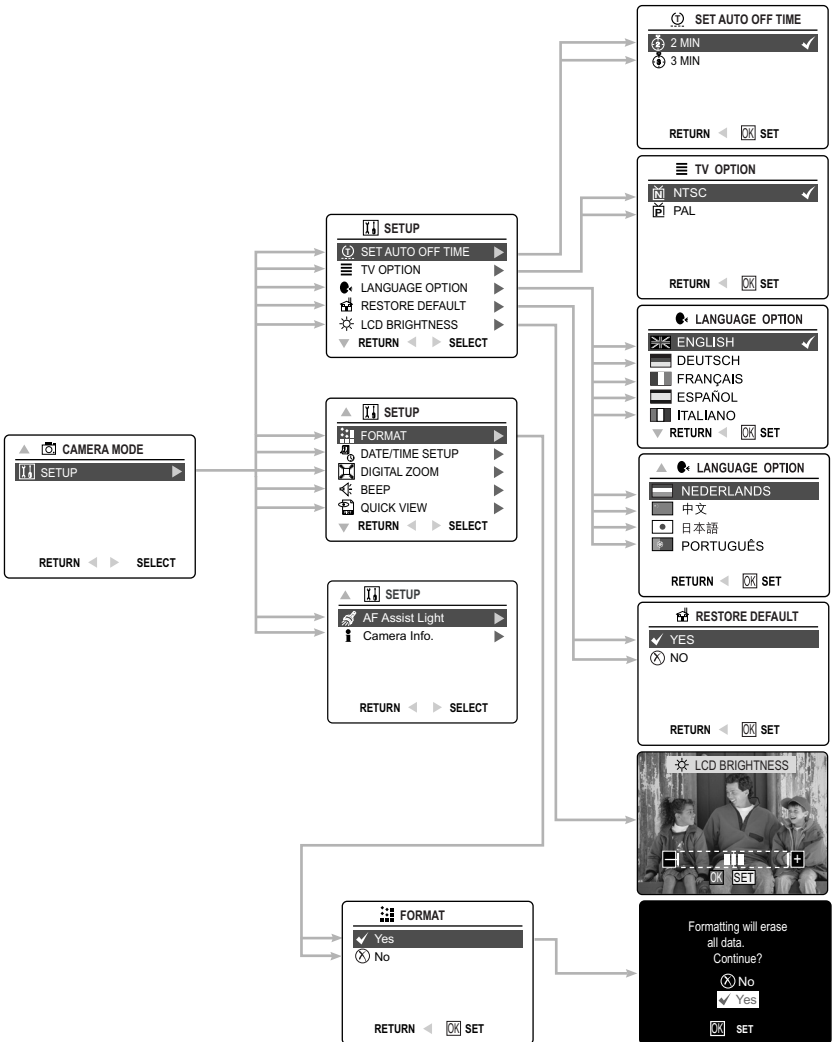 CAMERA MODE
SETUP
RETURN SELECT
SETUP
SET AUTO OFF TIME
TV OPTION
LANGUAGE OPTION
RESTORE DEFAULT
LCD BRIGHTNESS
RETURN SELECT
SETUP
FORMAT
DATE/TIME SETUP
DIGITAL ZOOM
BEEP
QUICK VIEW
RETURN SELECT
SETUP
AF Assist Light
Camera Info.
RETURN SELECT
SET AUTO OFF TIME
2 MIN
3 MIN
RETURN OK SET
TV OPTION
N NTSC
P PAL
RETURN OK SET
LANGUAGE OPTION
ENGLISH
DEUTSCH
FRANÇAIS
ESPAÑOL
ITALIANO
RETURN OK SET
LANGUAGE OPTION
NEDERLANDS
中文
日本語
PORTUGUÊS
RETURN OK SET
RESTORE DEFAULT
YES
NO
RETURN OK SET
LCD BRIGHTNESS
OK SET
FORMAT
Yes
No
RETURN OK SET
Formatting will erase
all data.
Continue?
No
Yes
OK SET